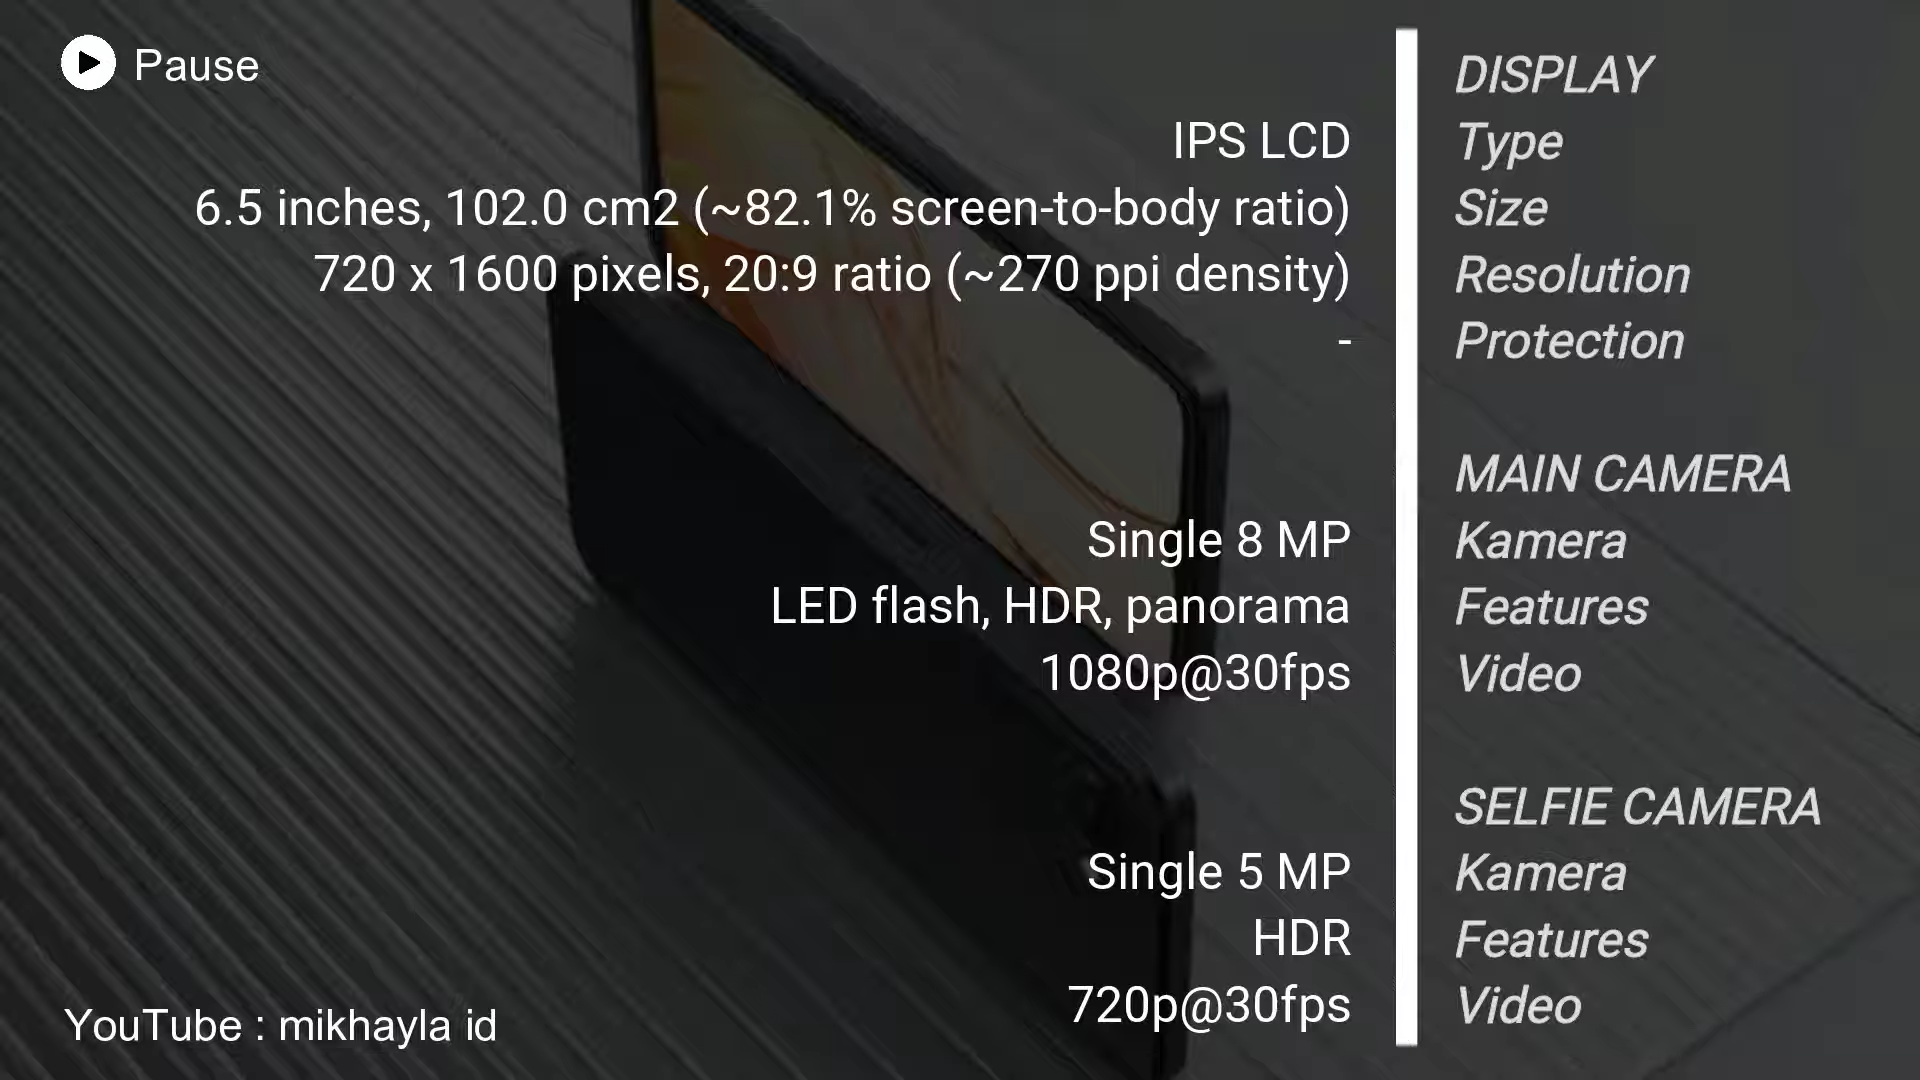 Pause
DISPLAY
IPS LCD Type
6.5 inches, 102.0 cm2 (~82.1% screen-to-body ratio) Size
720 x 1600 pixels, 20:9 ratio (~270 ppi density) Resolution
- Protection
MAIN CAMERA
Single 8 MP Kamera
LED flash, HDR, panorama Features
1080p@30fps Video
SELFIE CAMERA
Single 5 MP Kamera
HDR Features
720p@30fps Video
YouTube : mikhayla id